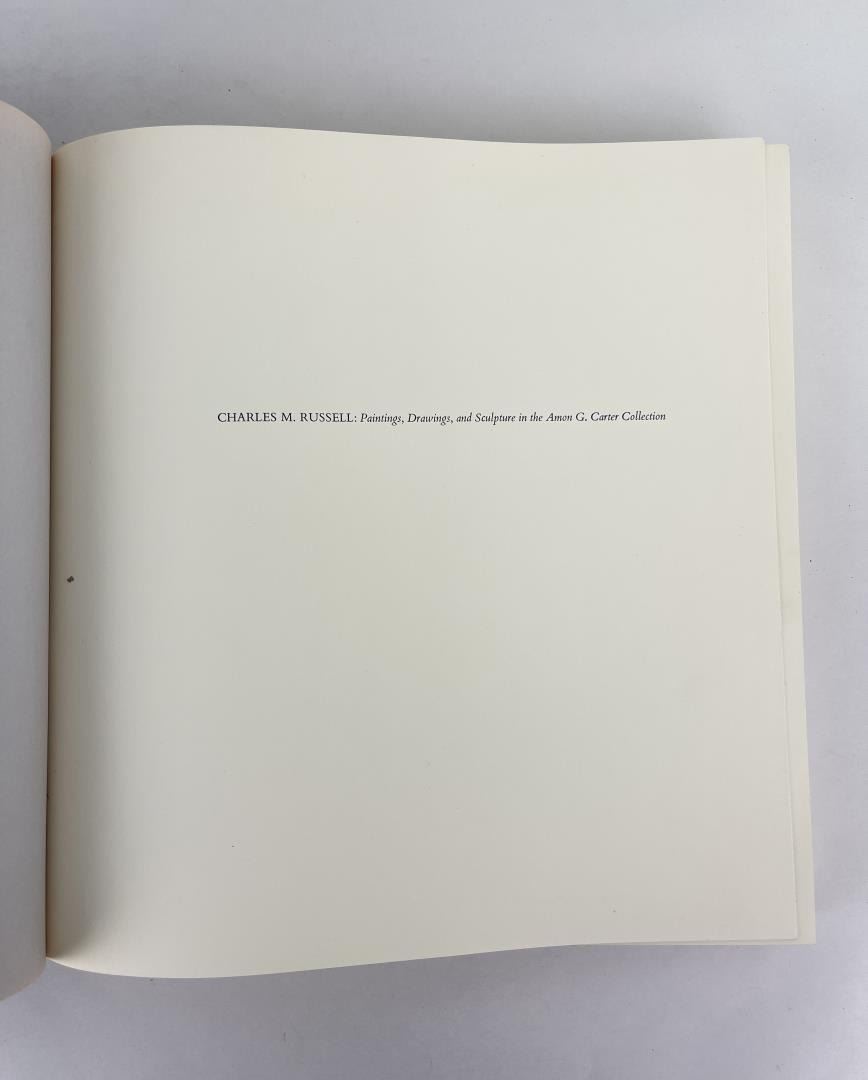 CHARLES M. RUSSELL: Paintings, Drawings, and Sculpture in the Amon G. Carter Collection